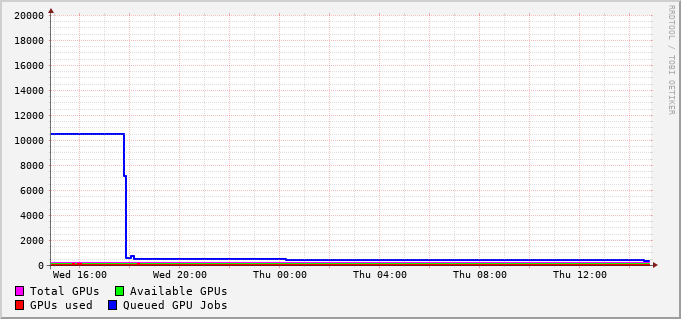 20000
18000
16000
14000
12000
10000
8000
6000
4000
2000
0
Wed 16:00 Wed 20:00 Thu 00:00 Thu 04:00 Thu 08:00 Thu 12:00
Total GPUs Available GPUs
GPUs used Queued GPU Jobs
RRDTOOL / TOBI OETIKER